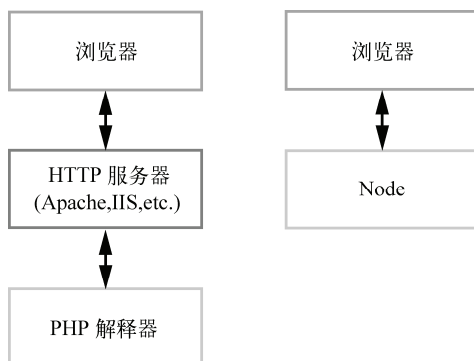 浏览器
HTTP 服务器
(Apache,IIS,etc.)
PHP 解释器
浏览器
Node